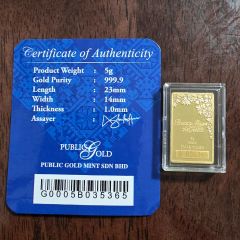 Certificate of Authenticity
Product Weight : 5g
Gold Purity : 999.9
Length : 23mm
Width : 14mm
Thickness : 1.0mm
Assayer :
PUBLIC GOLD
PUBLIC GOLD MINT SDN BHD
G0005B035365
5g